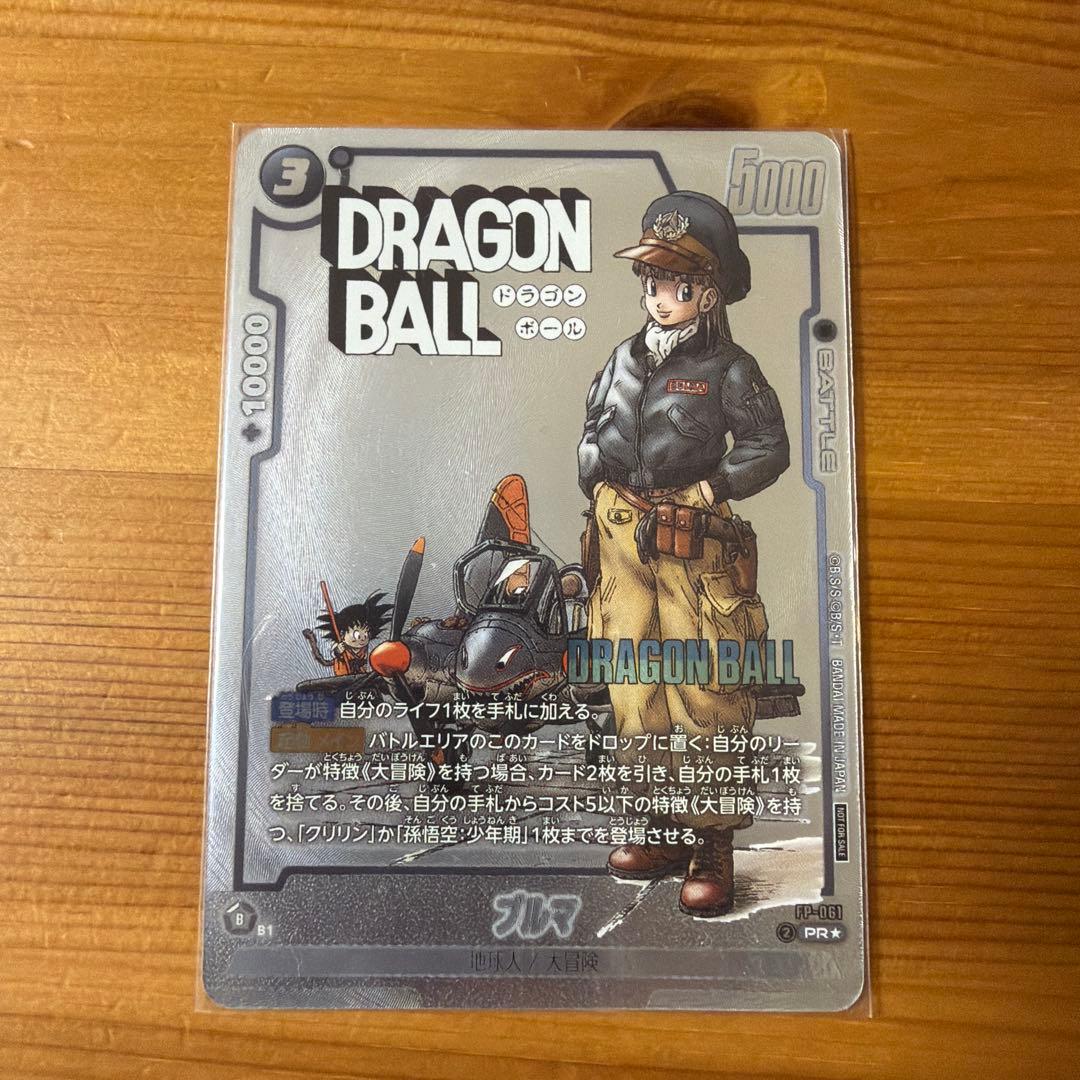 3
5000
DRAGON
BALL
ドラゴン
ボール
10000
BATTLE
DRAGON BALL
登場時 自分のライフ1枚を手札に加える。
バトルエリアのこのカードをドロップに置く:自分のリー
ダーが特徴《大冒険》を持つ場合、カード2枚を引き、自分の手札1枚
を捨てる。その後、自分の手札からコスト5以下の特徴《大冒険》を持
つ、「クリリン」か「孫悟空:少年期」1枚までを登場させる。
©B.S/S ©B/S・T BANDAI MADE IN JAPAN
NOT FOR SALE
ブルマ
FP-061
B
B1
2 PR★
地球人 / 大冒険